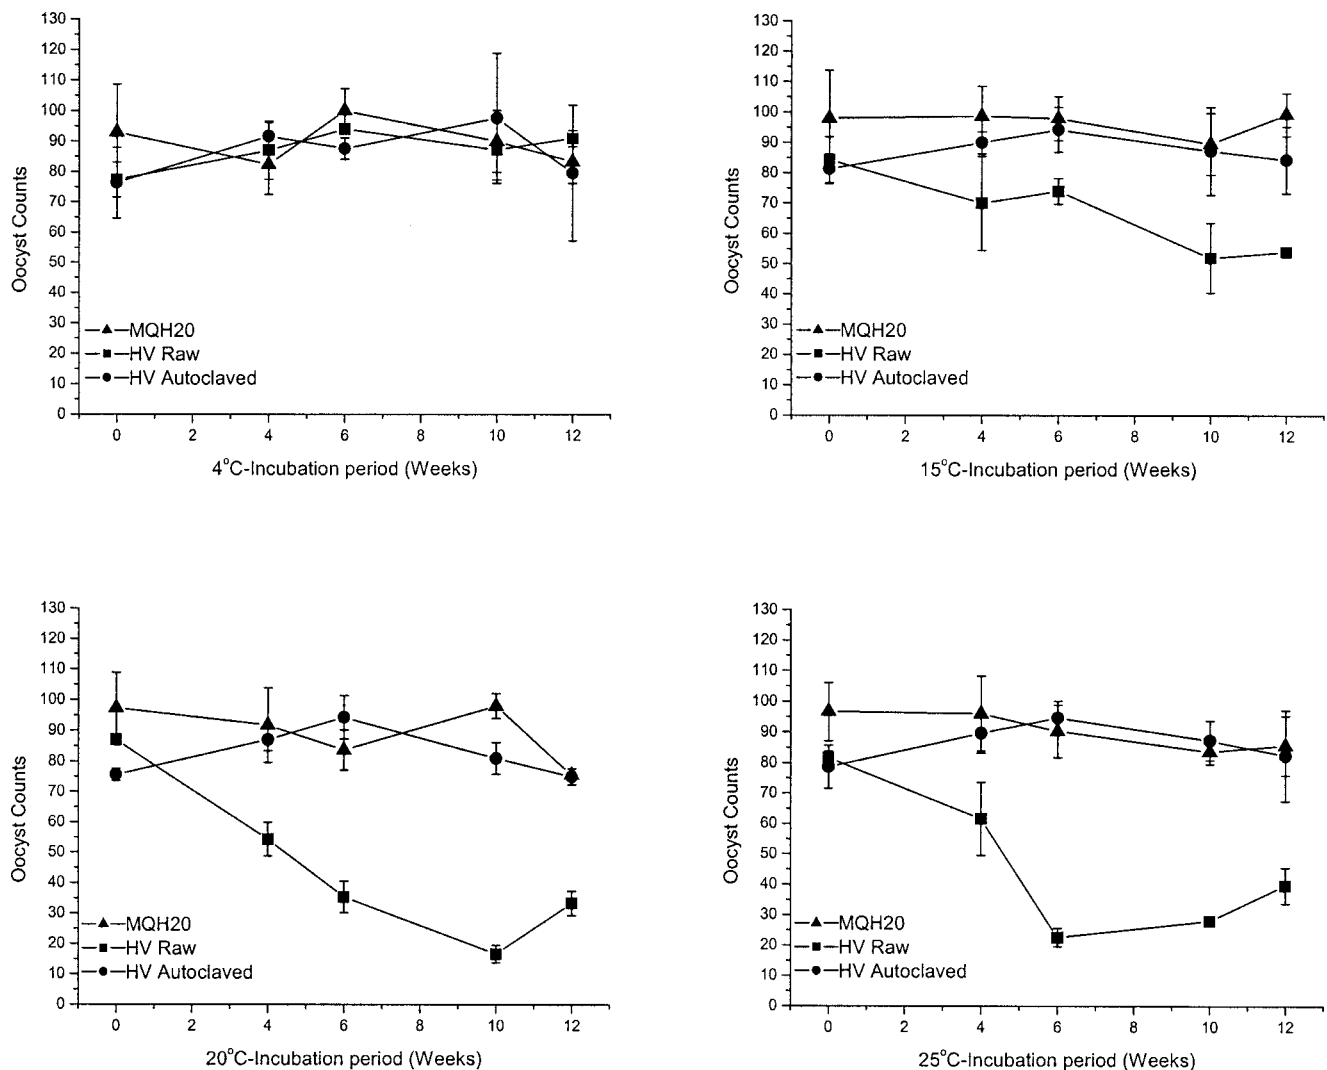 130
120
110
100
90
80
70
60
50
40
30
20
10
0
Oocyst Counts
MQH20
HV Raw
HV Autoclaved
0 2 4 6 8 10 12
4°C-Incubation period (Weeks)
130
120
110
100
90
80
70
60
50
40
30
20
10
0
Oocyst Counts
MQH20
HV Raw
HV Autoclaved
0 2 4 6 8 10 12
15°C-Incubation period (Weeks)
130
120
110
100
90
80
70
60
50
40
30
20
10
0
Oocyst Counts
MQH20
HV Raw
HV Autoclaved
0 2 4 6 8 10 12
20°C-Incubation period (Weeks)
130
120
110
100
90
80
70
60
50
40
30
20
10
0
Oocyst Counts
MQH20
HV Raw
HV Autoclaved
0 2 4 6 8 10 12
25°C-Incubation period (Weeks)